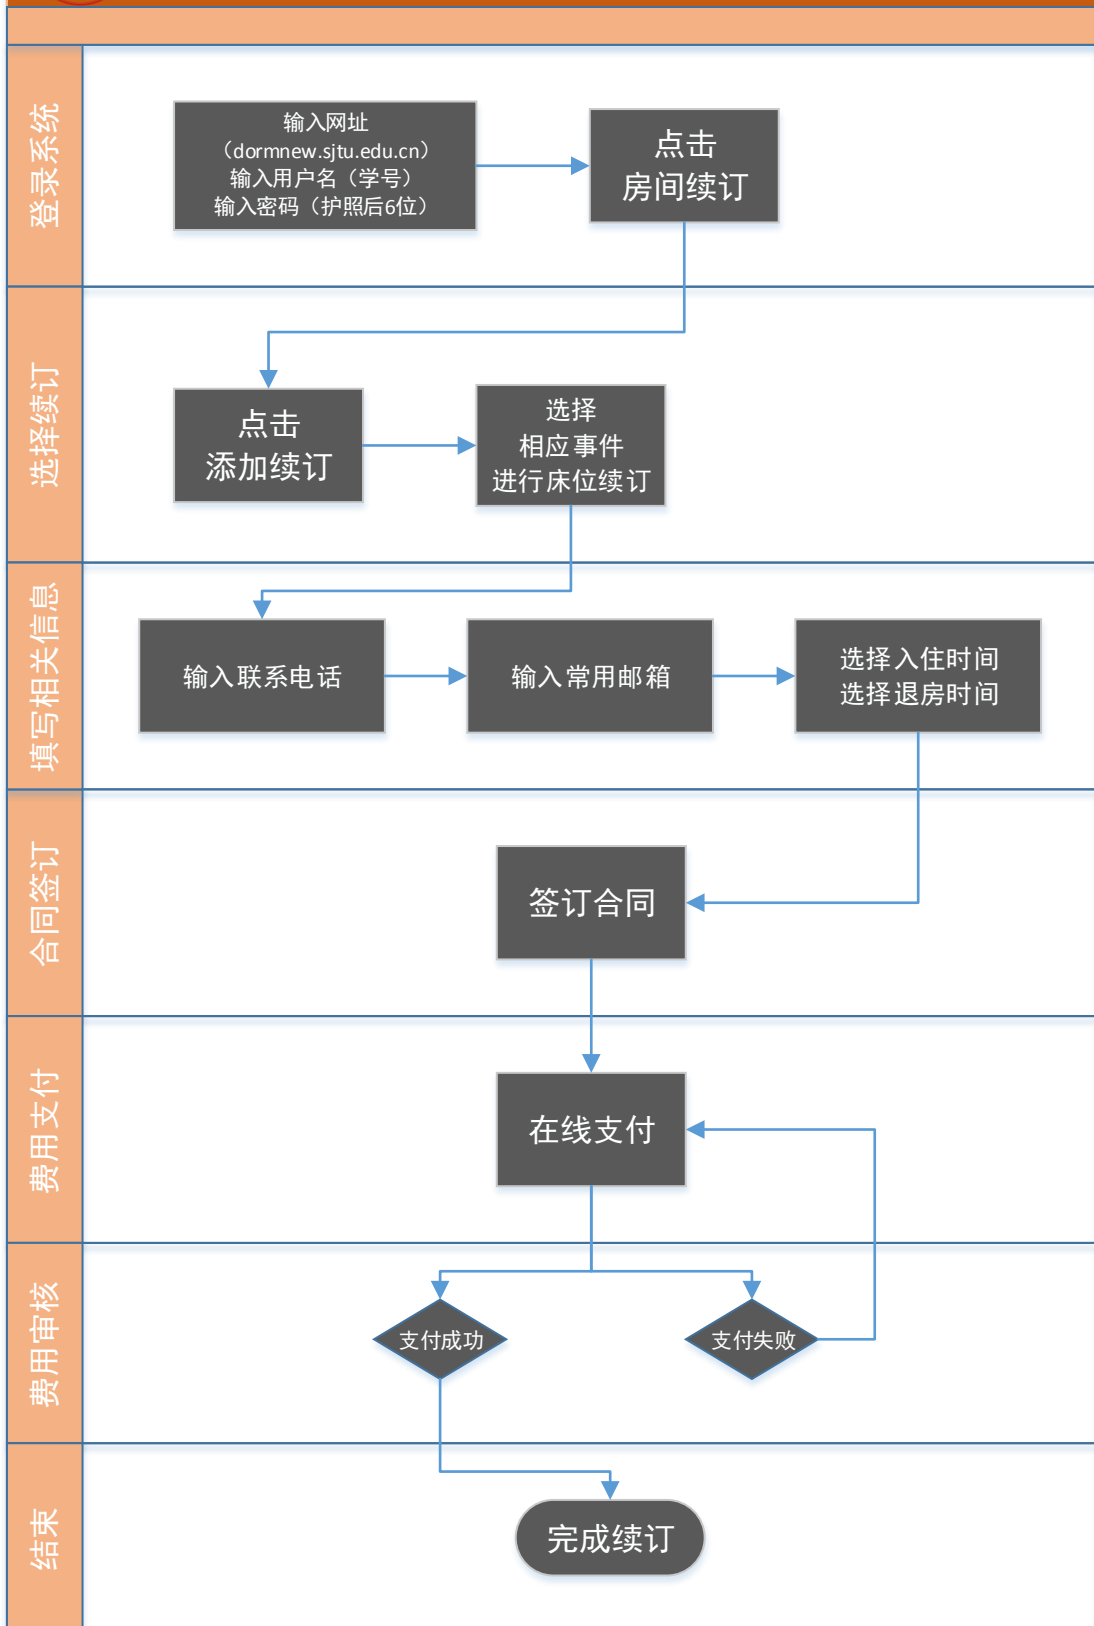 登录系统
输入网址
（dormnew.sjtu.edu.cn）
输入用户名（学号）
输入密码（护照后6位）
点击
房间续订
选择续订
点击
添加续订
选择
相应事件
进行床位续订
填写相关信息
输入联系电话
输入常用邮箱
选择入住时间
选择退房时间
合同签订
签订合同
费用支付
在线支付
费用审核
支付成功
支付失败
结束
完成续订